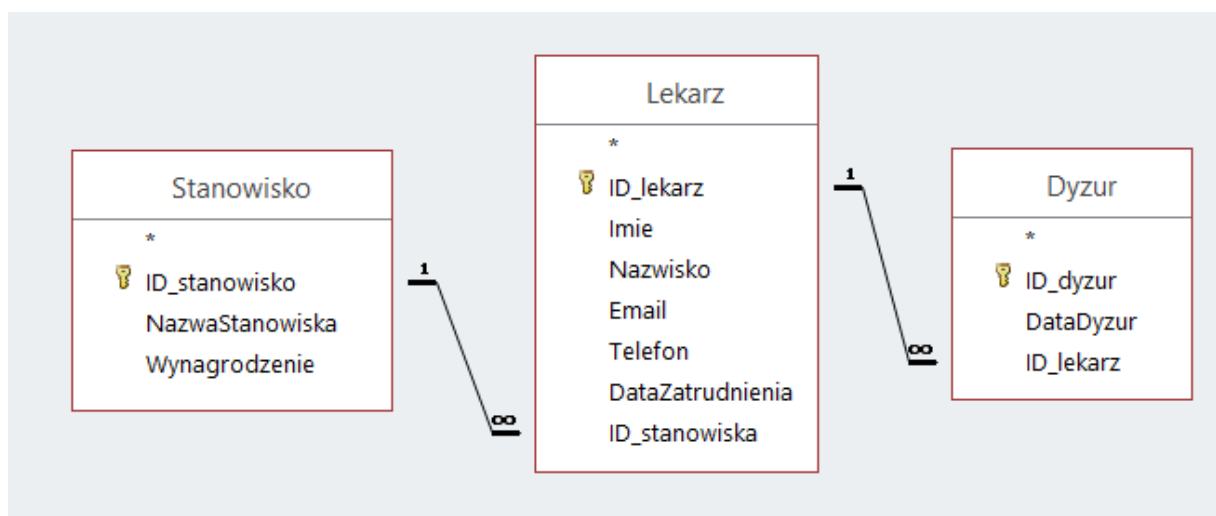 Stanowisko
*
ID_stanowisko
NazwaStanowiska
Wynagrodzenie
1
∞
Lekarz
*
ID_lekarz
Imie
Nazwisko
Email
Telefon
DataZatrudnienia
ID_stanowiska
1
∞
Dyzur
*
ID_dyzur
DataDyzur
ID_lekarz